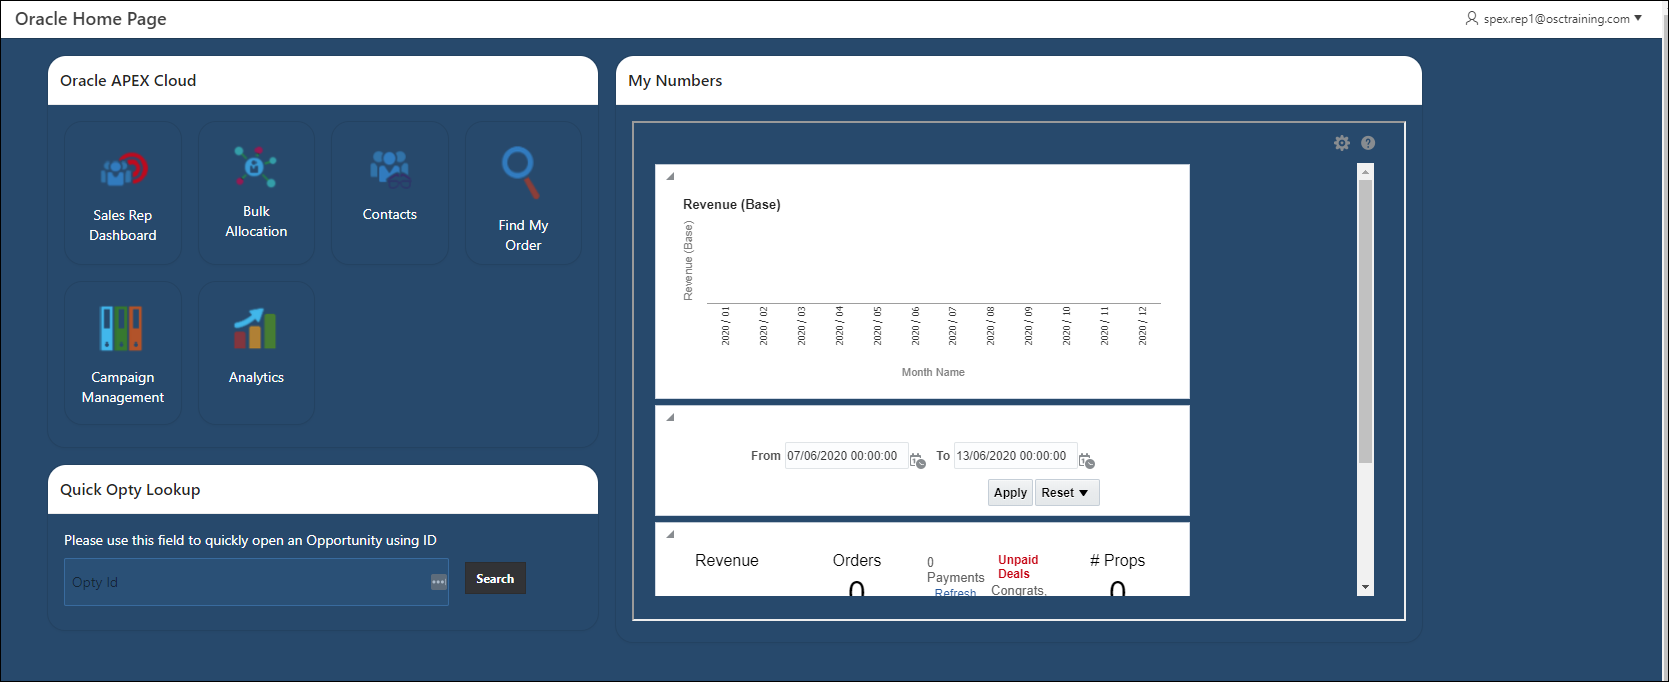 Oracle Home Page
spex.rep1@osctraining.com
Oracle APEX Cloud
Sales Rep
Dashboard
Bulk
Allocation
Contacts
Find My
Order
Campaign
Management
Analytics
Quick Opty Lookup
Please use this field to quickly open an Opportunity using ID
Opty Id
Search
My Numbers
Revenue (Base)
Revenue (Base)
2020 / 01
2020 / 02
2020 / 03
2020 / 04
2020 / 05
2020 / 06
2020 / 07
2020 / 08
2020 / 09
2020 / 10
2020 / 11
2020 / 12
Month Name
From 07/06/2020 00:00:00 To 13/06/2020 00:00:00
Apply Reset
Revenue
Orders
0
0
Payments
Refresh
Unpaid
Deals
Congrats,
# Props
0